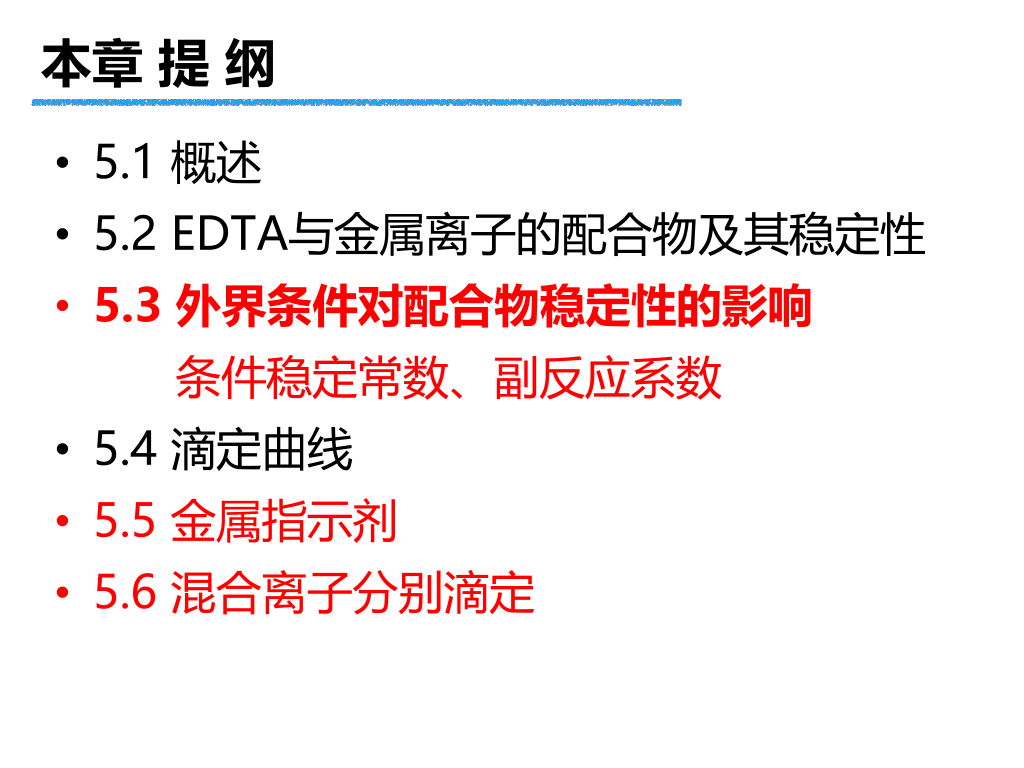 本章 提 纲
• 5.1 概述
• 5.2 EDTA与金属离子的配合物及其稳定性
• 5.3 外界条件对配合物稳定性的影响
条件稳定常数、副反应系数
• 5.4 滴定曲线
• 5.5 金属指示剂
• 5.6 混合离子分别滴定